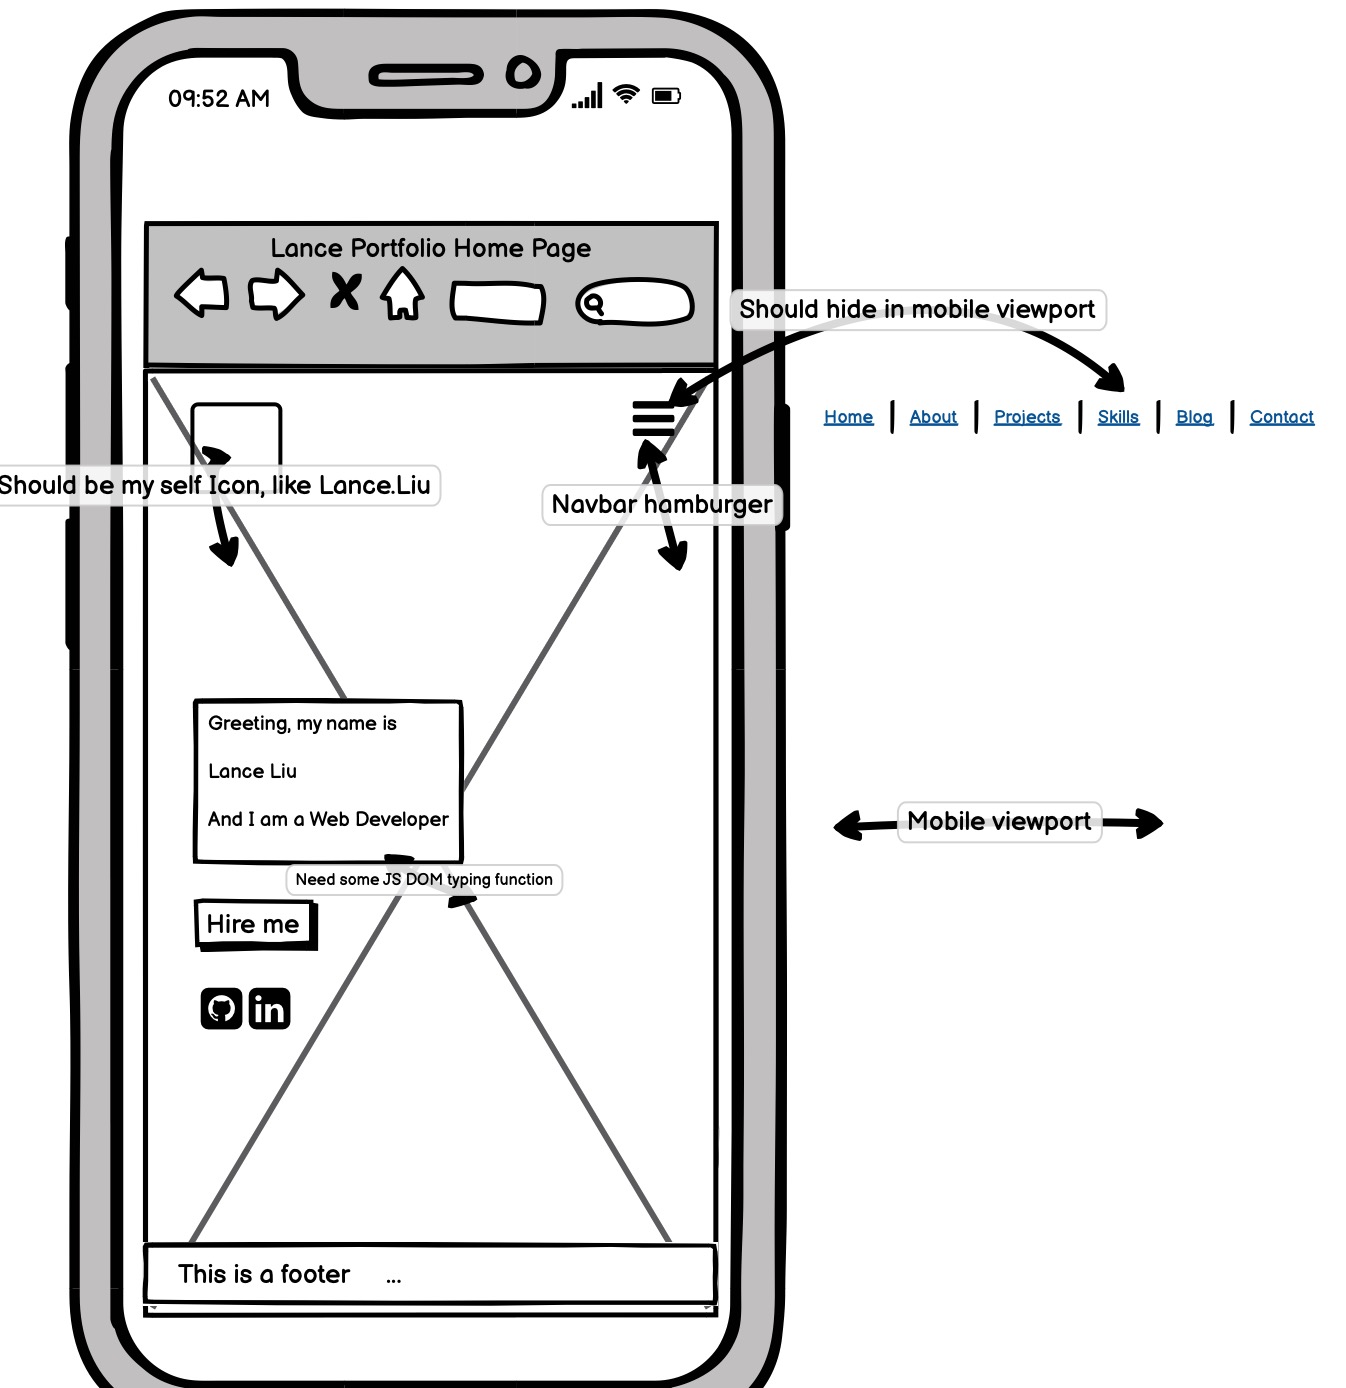 09:52 AM
Lance Portfolio Home Page
Should hide in mobile viewport
Home About Projects Skills Blog Contact
Should be my self Icon, like Lance.Liu
Navbar hamburger
Greeting, my name is
Lance Liu
And I am a Web Developer
Mobile viewport
Need some JS DOM typing function
Hire me
in
This is a footer ...